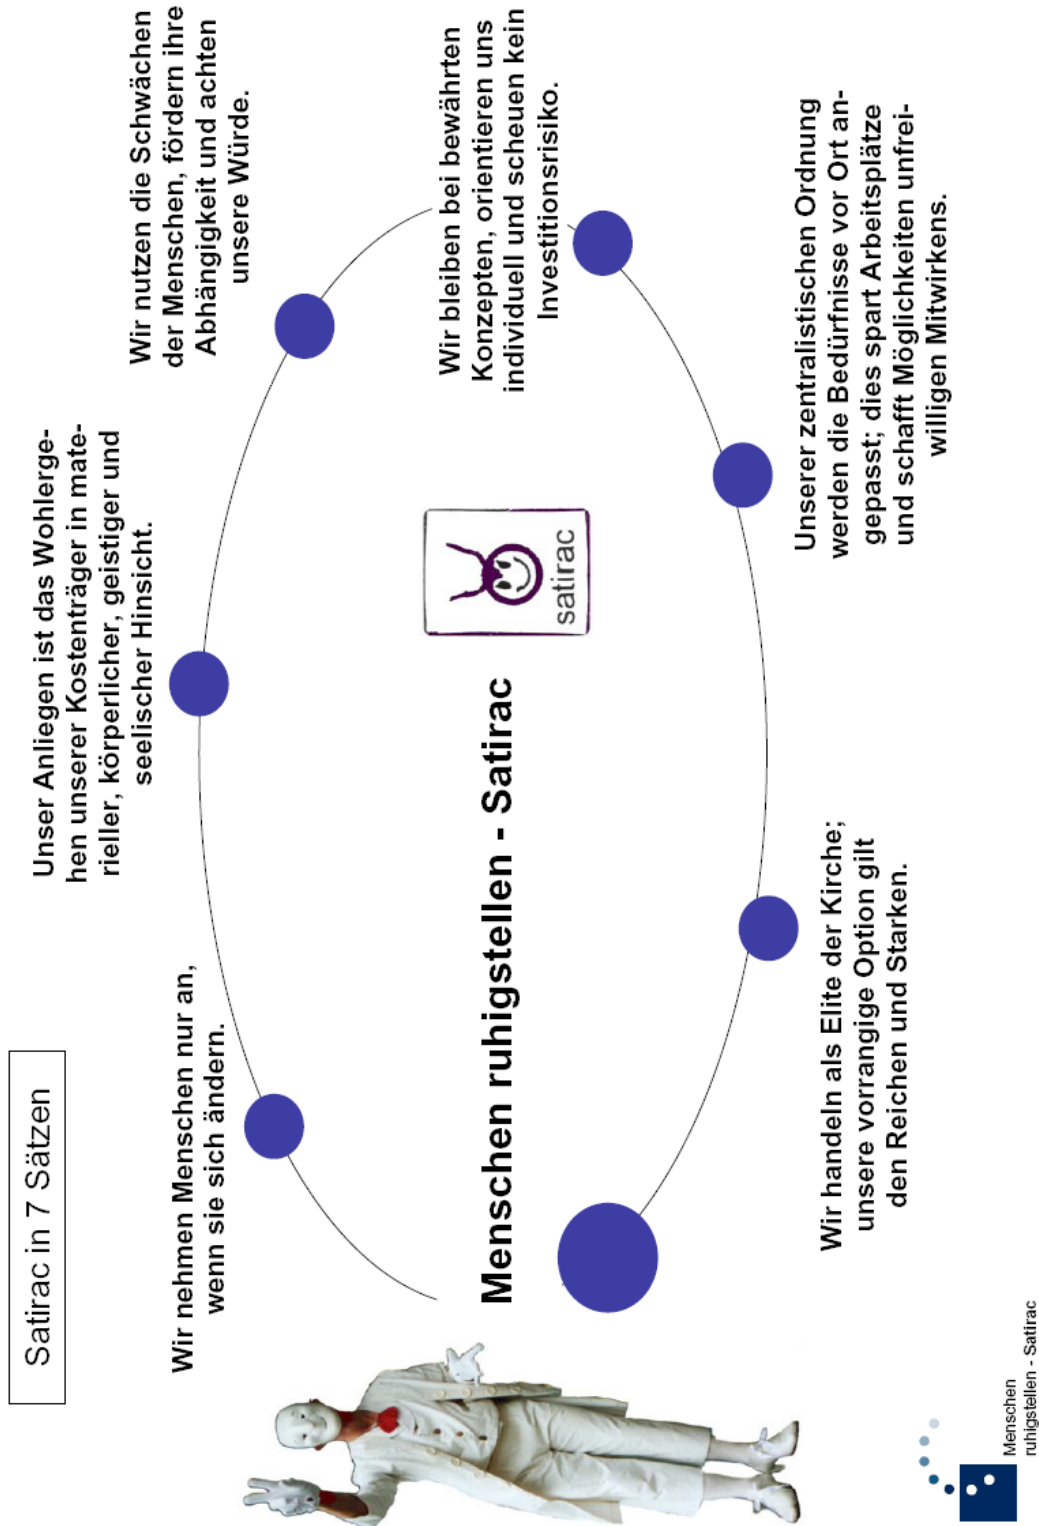 Satirac in 7 Sätzen
Wir nehmen Menschen nur an,
wenn sie sich ändern.
Unser Anliegen ist das Wohlerge-
hen unserer Kostenträger in mate-
rieller, körperlicher, geistiger und
seelischer Hinsicht.
Wir nutzen die Schwächen
der Menschen, fördern ihre
Abhängigkeit und achten
unsere Würde.
Wir bleiben bei bewährten
Konzepten, orientieren uns
individuell und scheuen kein
Investitionsrisiko.
Unserer zentralistischen Ordnung
werden die Bedürfnisse vor Ort an-
gepasst; dies spart Arbeitsplätze
und schafft Möglichkeiten unfrei-
willigen Mitwirkens.
Wir handeln als Elite der Kirche;
unsere vorrangige Option gilt
den Reichen und Starken.
Menschen ruhigstellen - Satirac
satirac
Menschen
ruhigstellen - Satirac